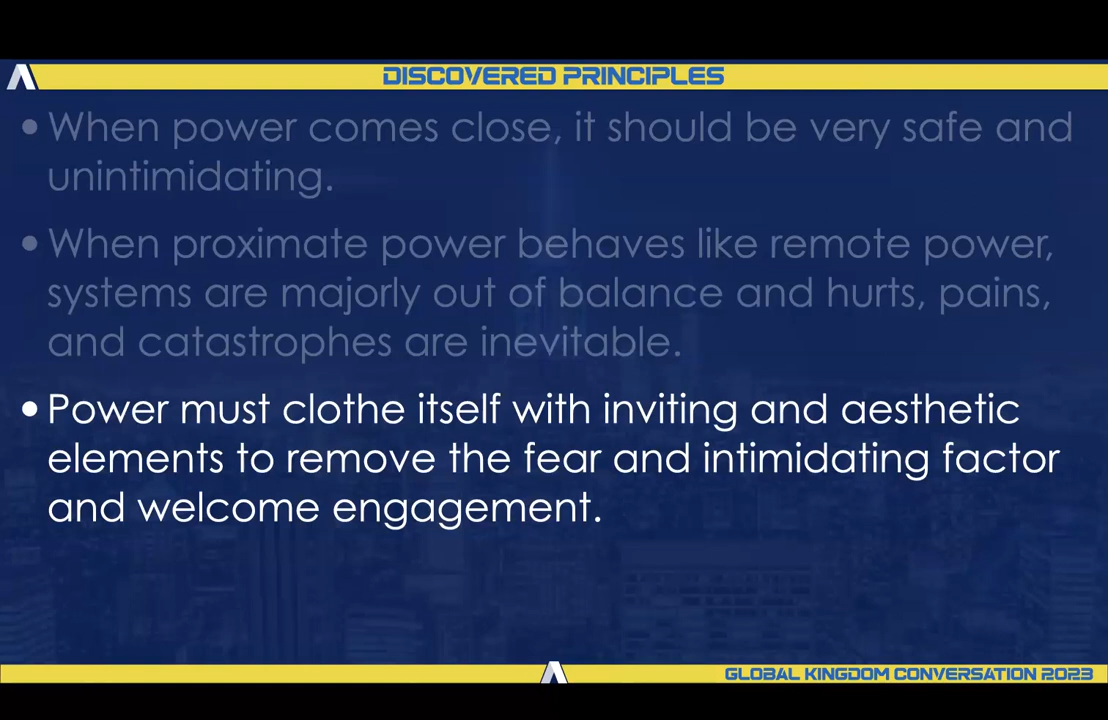 DISCOVERED PRINCIPLES
• When power comes close, it should be very safe and
unintimidating.
• When proximate power behaves like remote power,
systems are majorly out of balance and hurts, pains,
and catastrophes are inevitable.
• Power must clothe itself with inviting and aesthetic
elements to remove the fear and intimidating factor
and welcome engagement.
GLOBAL KINGDOM CONVERSATION 2023